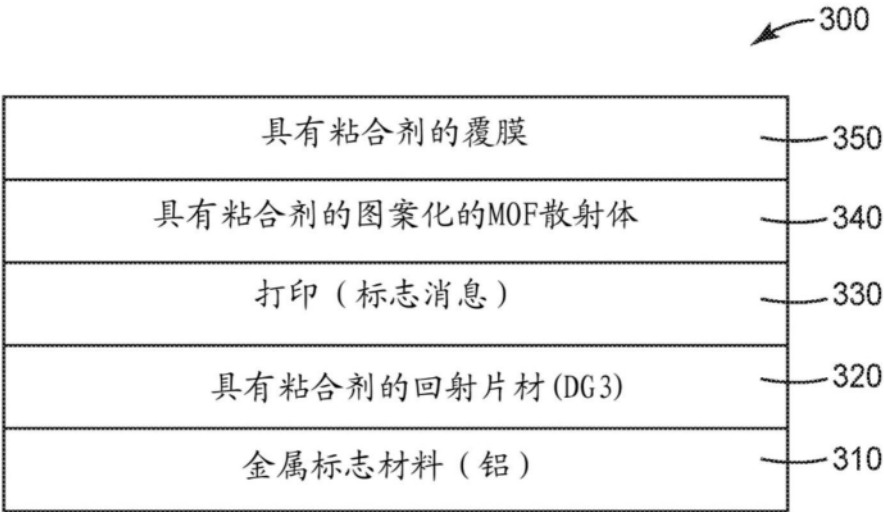 300
具有粘合剂的覆膜 350
具有粘合剂的图案化的MOF散射体 340
打印（标志消息） 330
具有粘合剂的回射片材(DG3) 320
金属标志材料（铝） 310